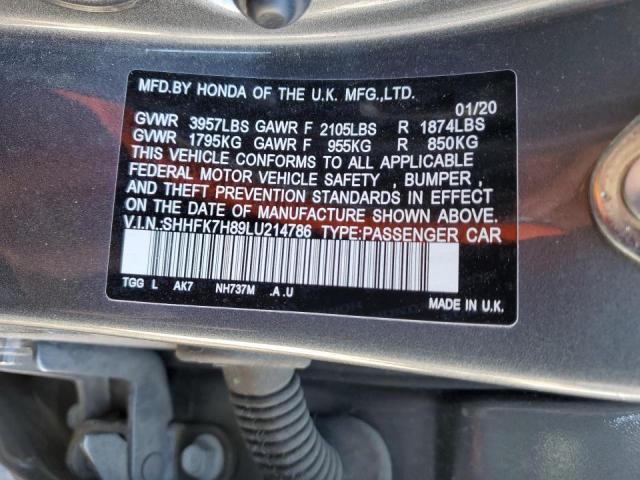 MFD.BY HONDA OF THE U.K. MFG.,LTD.
01/20
GVWR 3957LBS GAWR F 2105LBS R 1874LBS
GVWR 1795KG GAWR F 955KG R 850KG
THIS VEHICLE CONFORMS TO ALL APPLICABLE
FEDERAL MOTOR VEHICLE SAFETY , BUMPER ,
AND THEFT PREVENTION STANDARDS IN EFFECT
ON THE DATE OF MANUFACTURE SHOWN ABOVE.
V.I.N.:SHHFK7H89LU214786 TYPE:PASSENGER CAR
TGG L AK7 NH737M .A .U
MADE IN U.K.